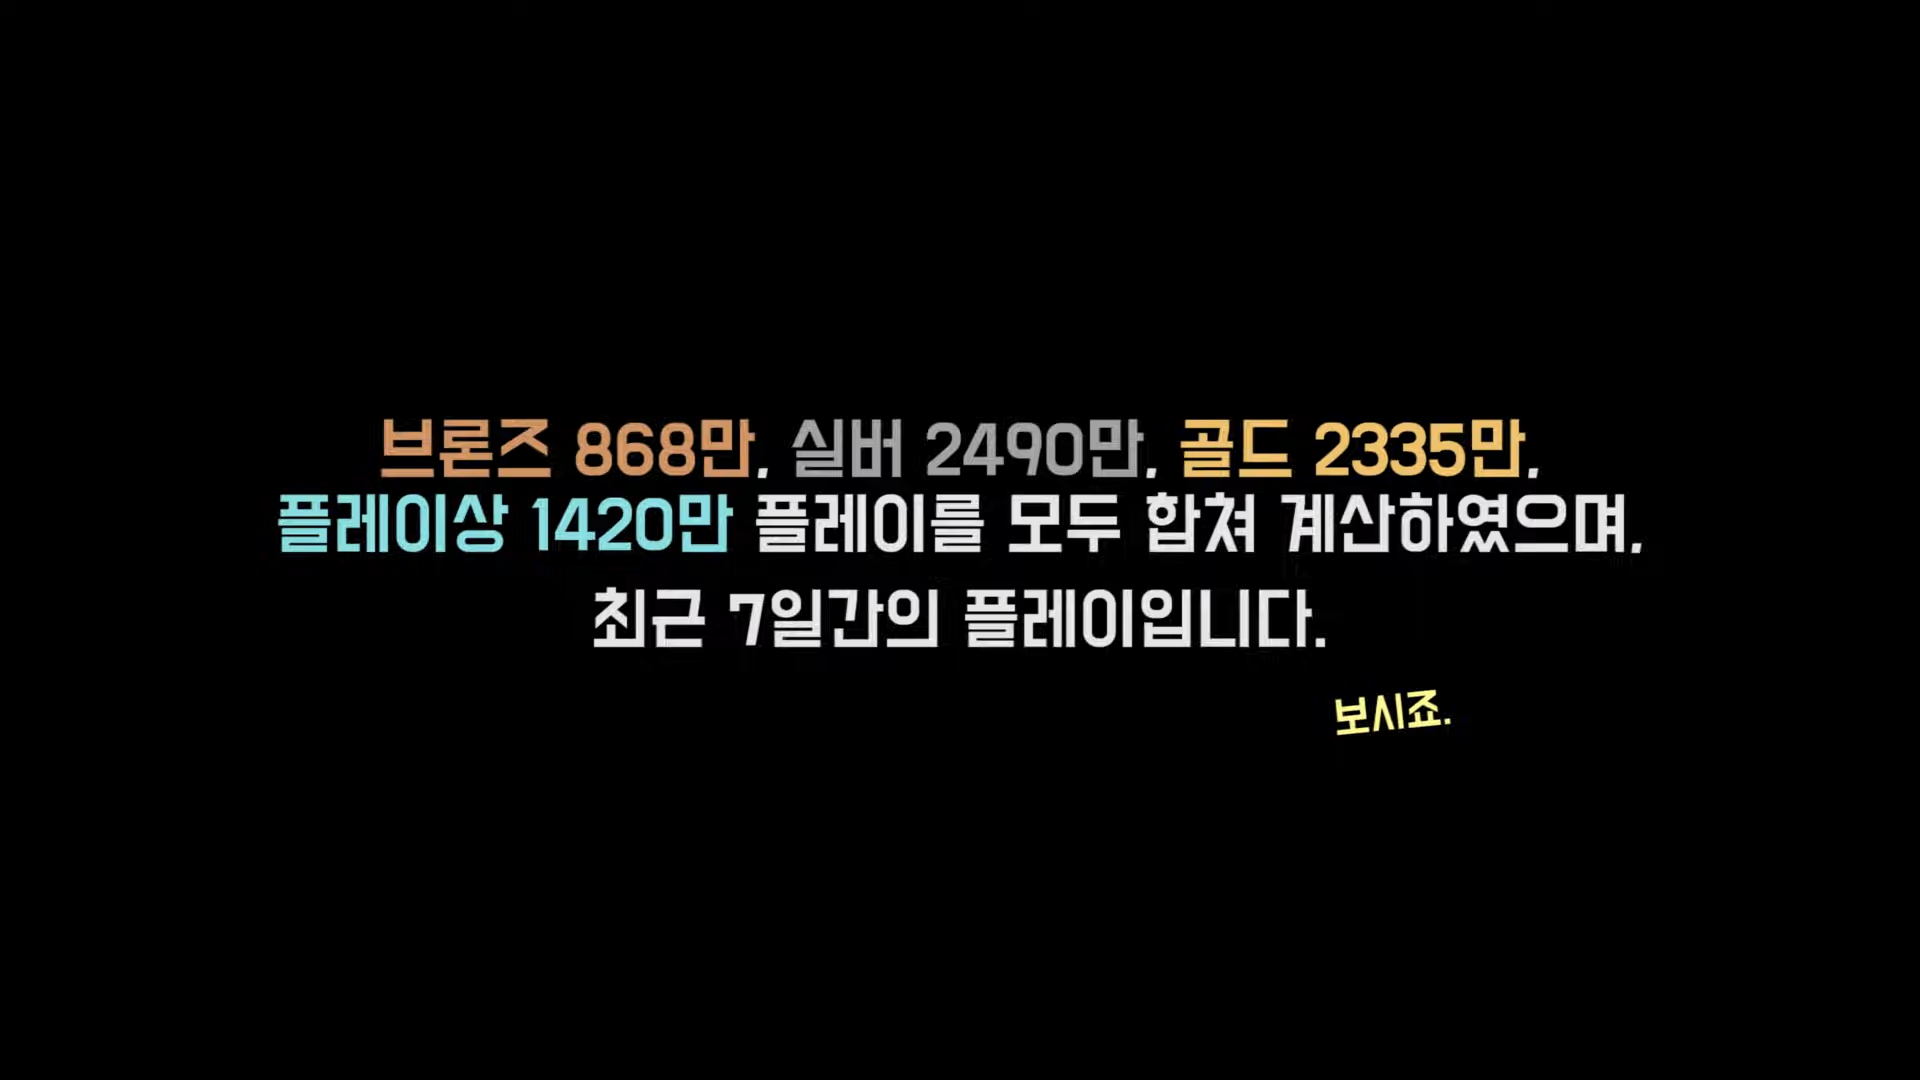 브론즈 868만, 실버 2490만, 골드 2335만,
플레이상 1420만 플레이를 모두 합쳐 계산하였으며,
최근 7일간의 플레이입니다.
보시죠.